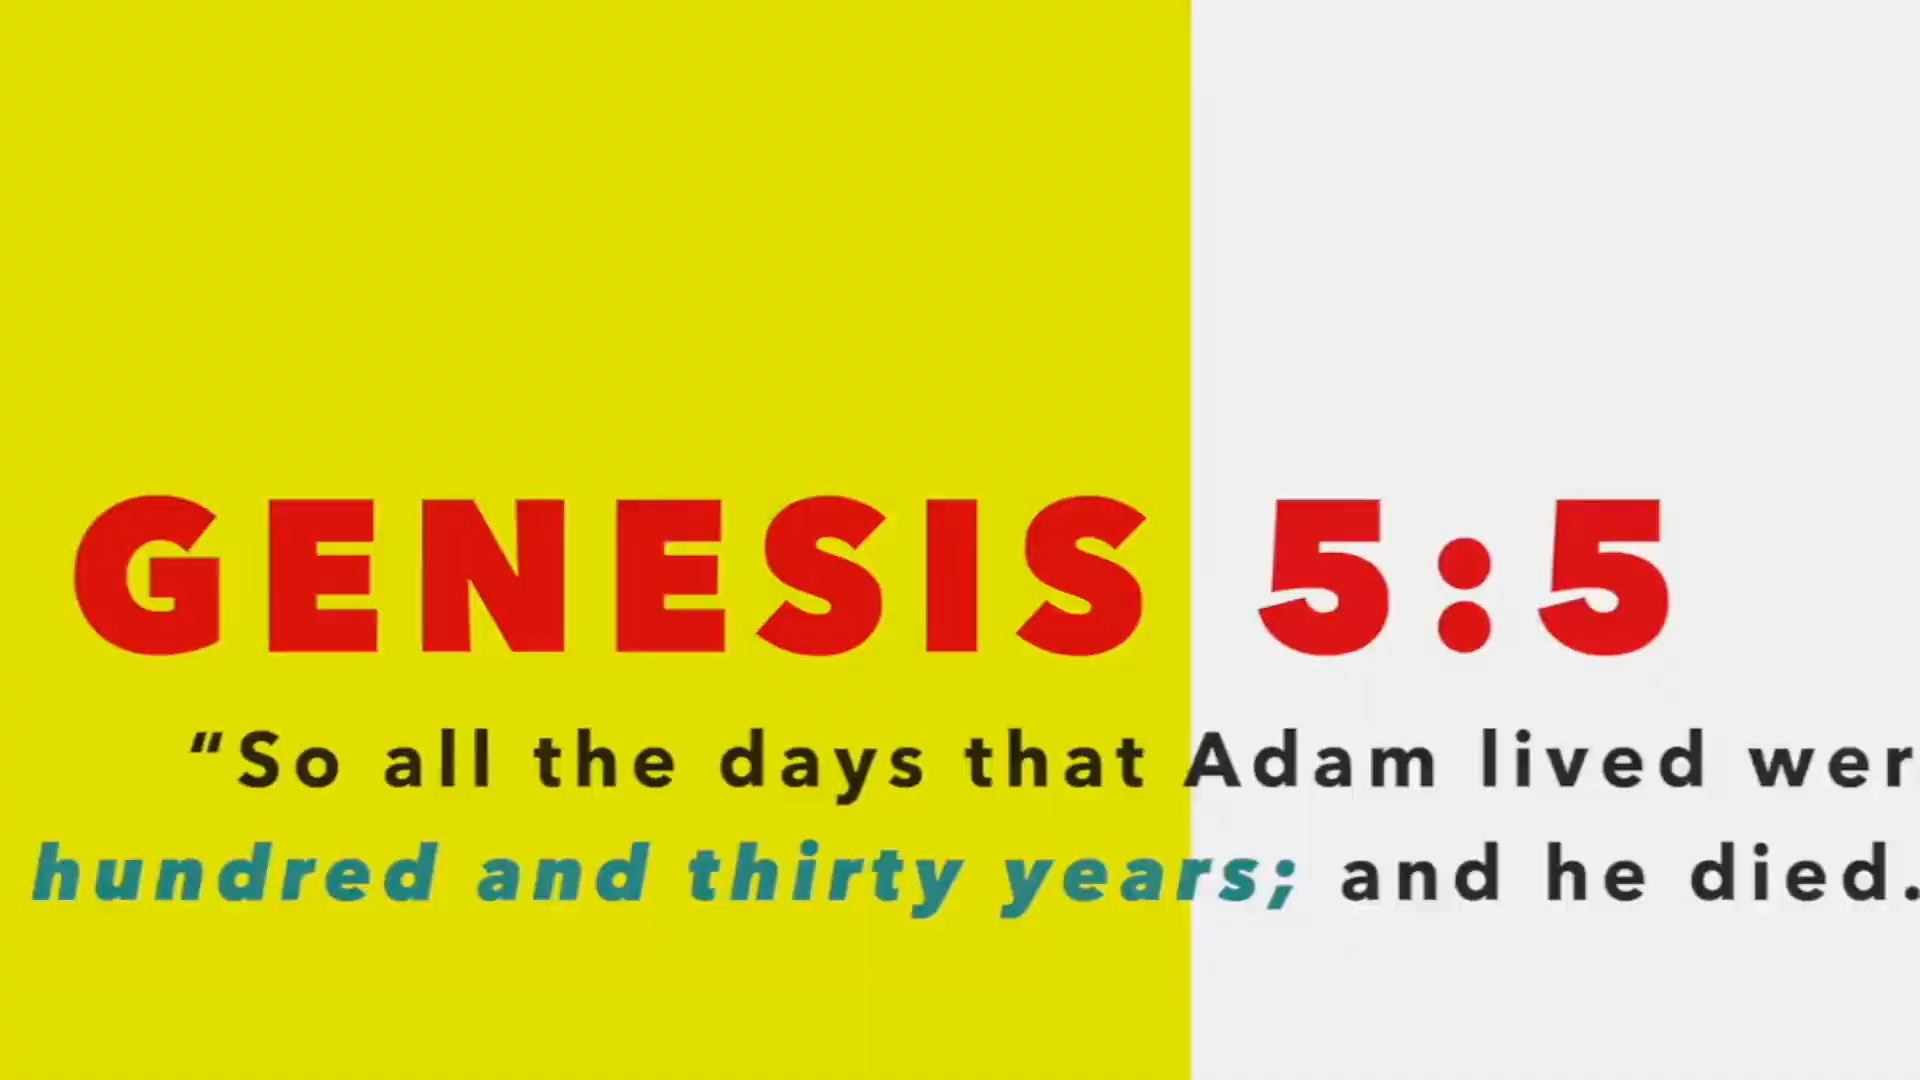 GENESIS 5:5
“So all the days that Adam lived wer
hundred and thirty years; and he died.